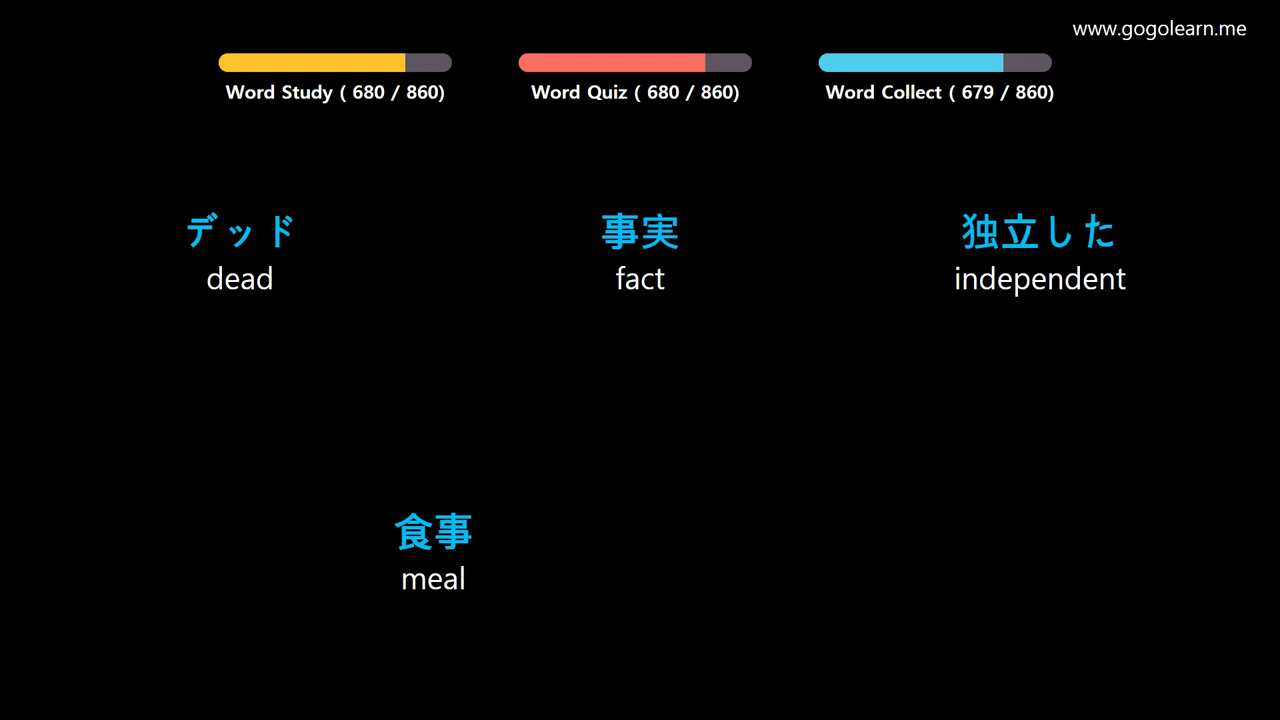 www.gogolearn.me
Word Study ( 680 / 860)
Word Quiz ( 680 / 860)
Word Collect ( 679 / 860)
デッド
dead
事実
fact
独立した
independent
食事
meal